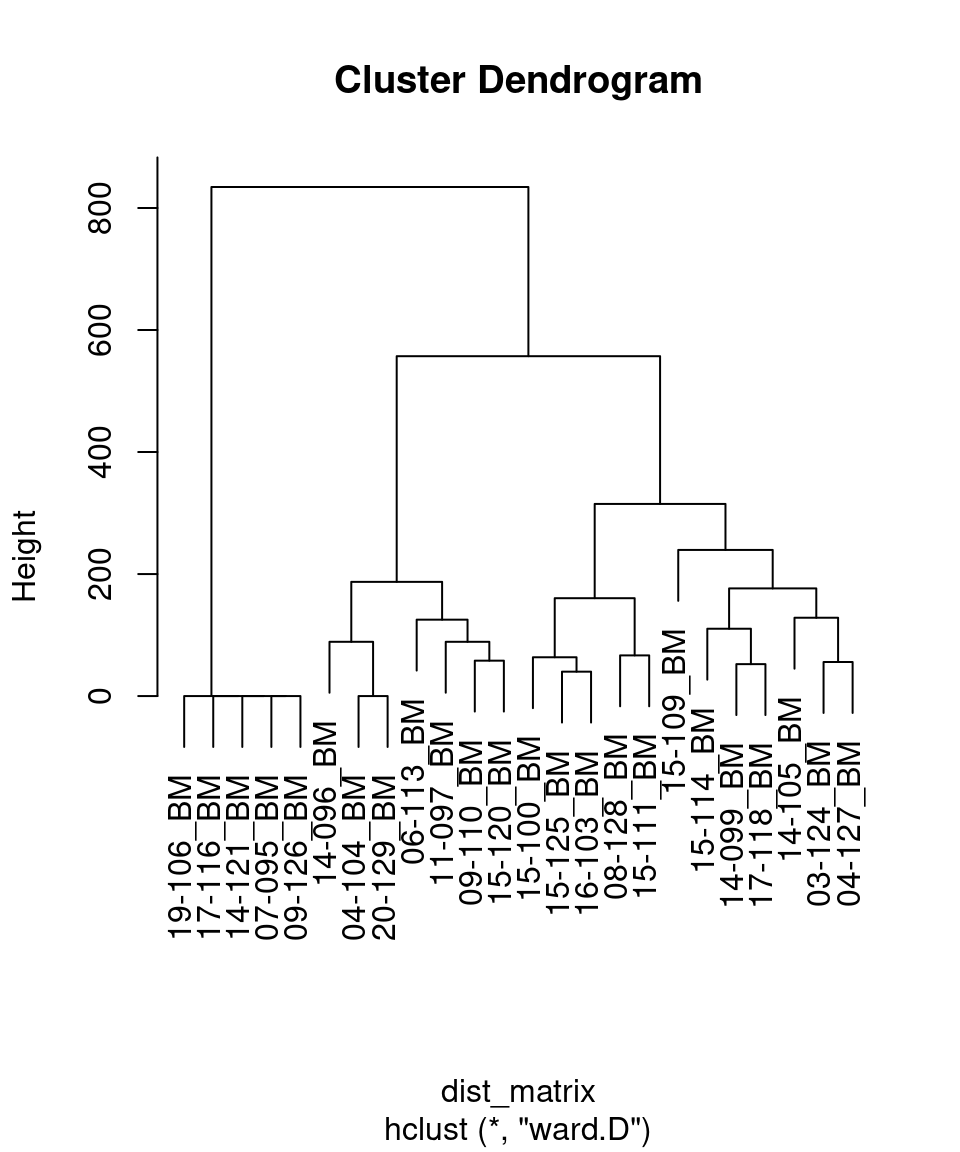 Cluster Dendrogram
Height
800
600
400
200
0
19-106_BM
17-116_BM
14-121_BM
07-095_BM
09-126_BM
14-096_BM
04-104_BM
20-129_BM
06-113_BM
11-097_BM
09-110_BM
15-120_BM
15-100_BM
15-125_BM
16-103_BM
08-128_BM
15-111_BM
15-109_BM
15-114_BM
14-099_BM
17-118_BM
14-105_BM
03-124_BM
04-127_BM
dist_matrix
hclust (*, "ward.D")